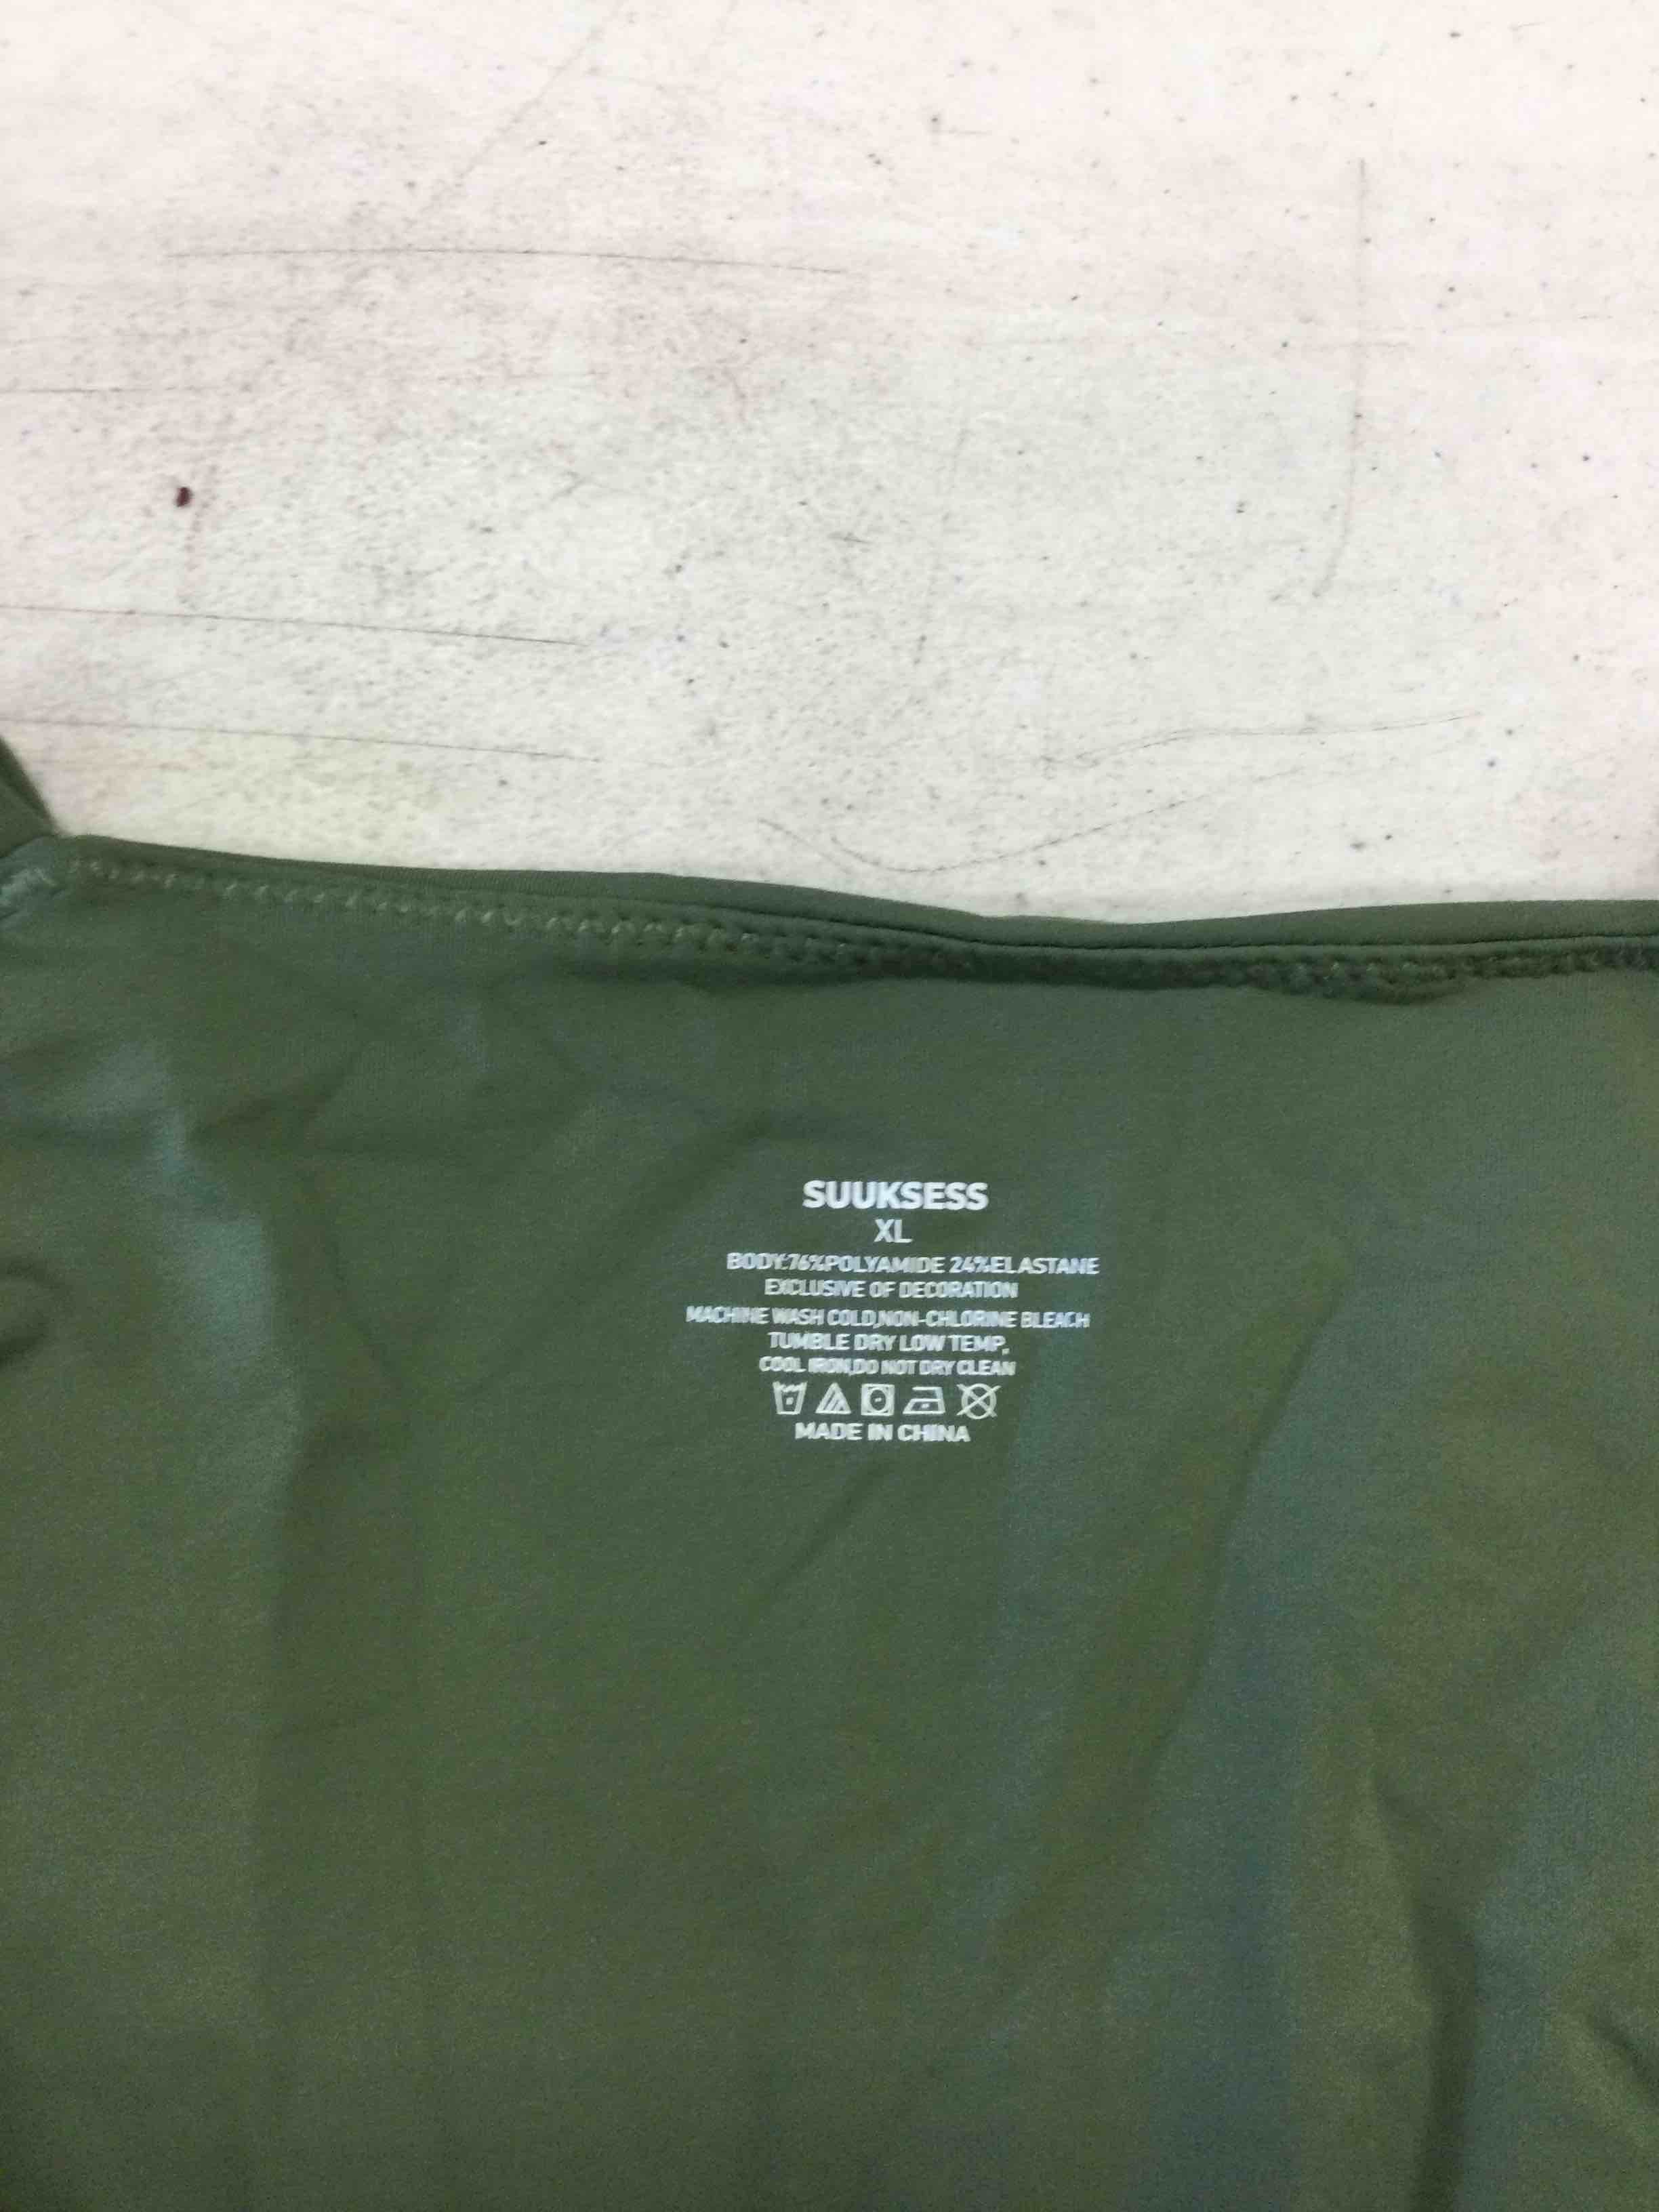 SUUKSESS
XL
BODY:76%POLYAMIDE 24%ELASTANE
EXCLUSIVE OF DECORATION
MACHINE WASH COLD,NON-CHLORINE BLEACH
TUMBLE DRY LOW TEMP,
COOL IRON,DO NOT DRY CLEAN
MADE IN CHINA